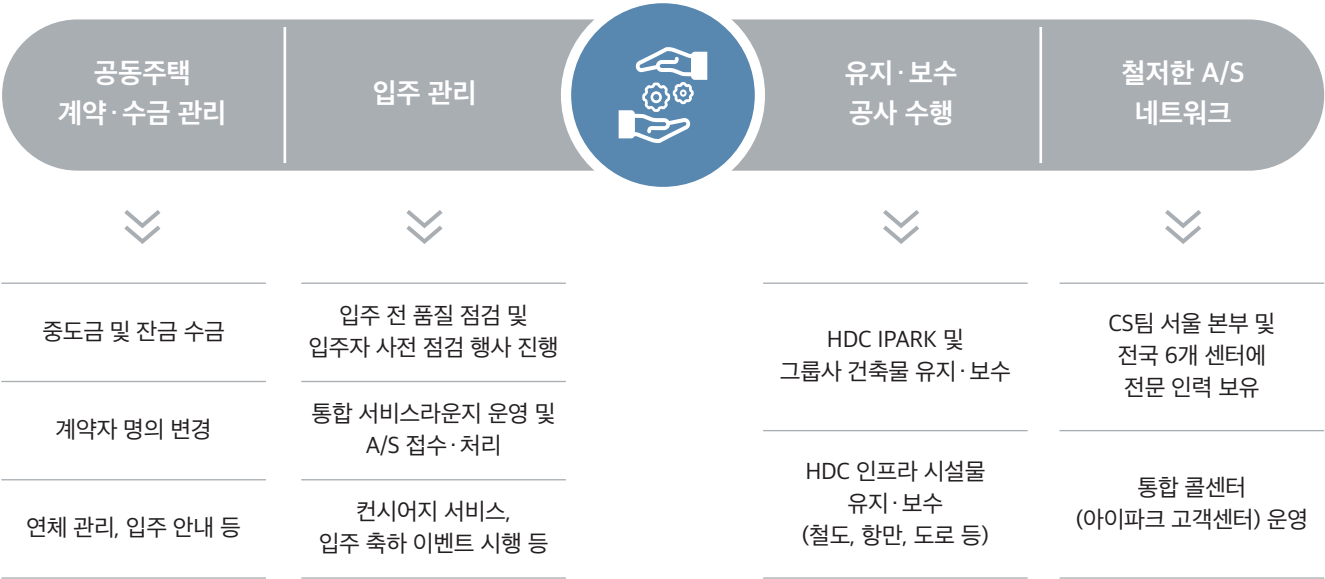 공동주택
계약·수금 관리
입주 관리
유지·보수
공사 수행
철저한 A/S
네트워크
중도금 및 잔금 수금
계약자 명의 변경
연체 관리, 입주 안내 등
입주 전 품질 점검 및
입주자 사전 점검 행사 진행
통합 서비스라운지 운영 및
A/S 접수·처리
컨시어지 서비스,
입주 축하 이벤트 시행 등
HDC IPARK 및
그룹사 건축물 유지·보수
HDC 인프라 시설물
유지·보수
(철도, 항만, 도로 등)
CS팀 서울 본부 및
전국 6개 센터에
전문 인력 보유
통합 콜센터
(아이파크 고객센터) 운영